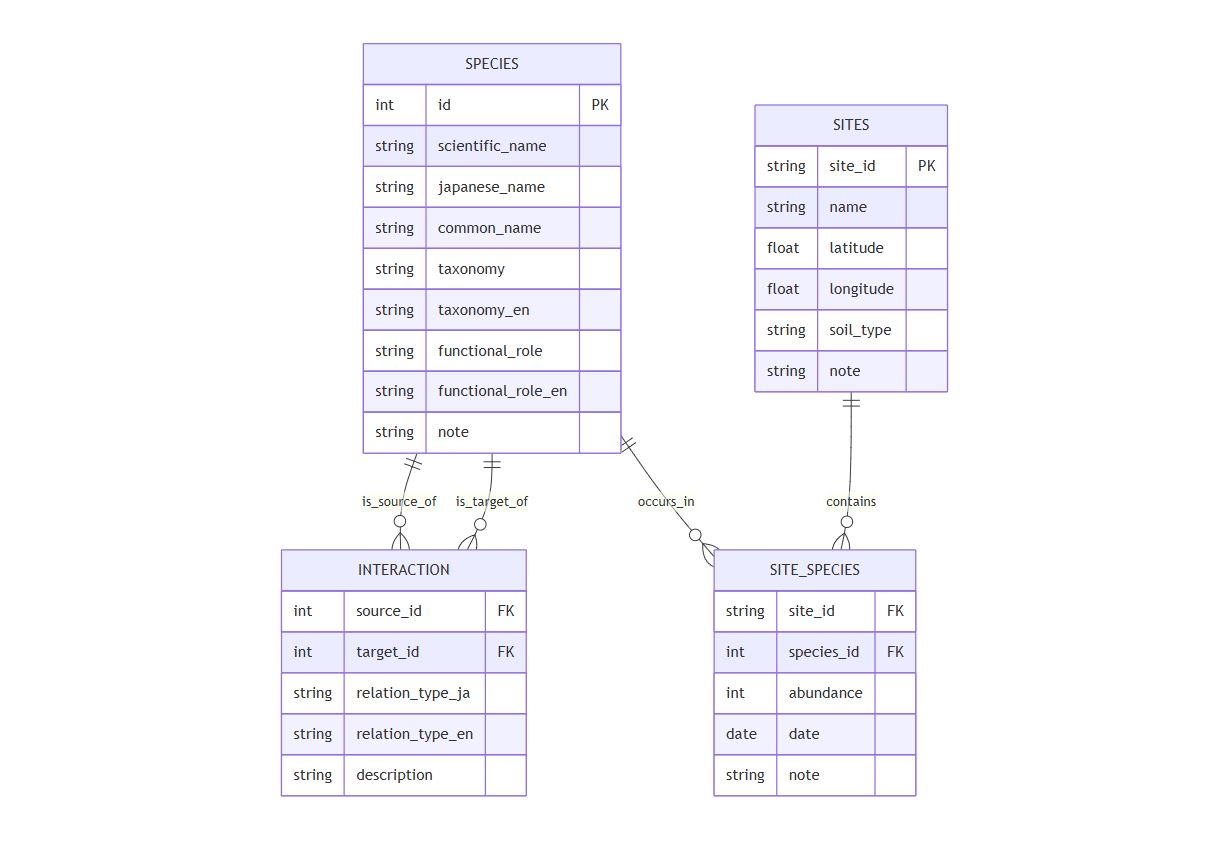 SPECIES
int id PK
string scientific_name
string japanese_name
string common_name
string taxonomy
string taxonomy_en
string functional_role
string functional_role_en
string note
SITES
string site_id PK
string name
float latitude
float longitude
string soil_type
string note
is_source_of
is_target_of
occurs_in
contains
INTERACTION
int source_id FK
int target_id FK
string relation_type_ja
string relation_type_en
string description
SITE_SPECIES
string site_id FK
int species_id FK
int abundance
date date
string note